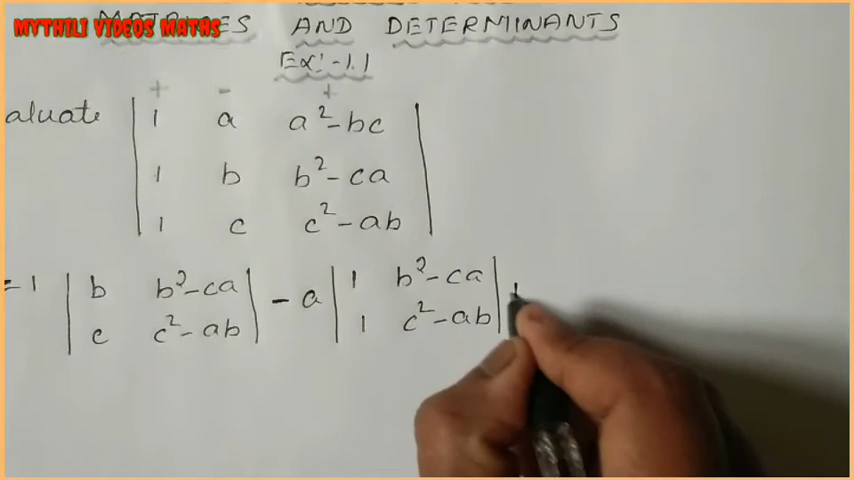 MYTHILI VIDEOS MATHS
AND DETERMINANTS
Ex:-1.1
+ - +
aluate | 1 a a²-bc |
| 1 b b²-ca |
| 1 c c²-ab |
=1 | b b²-ca | - a | 1 b²-ca |
| c c²-ab | | 1 c²-ab |